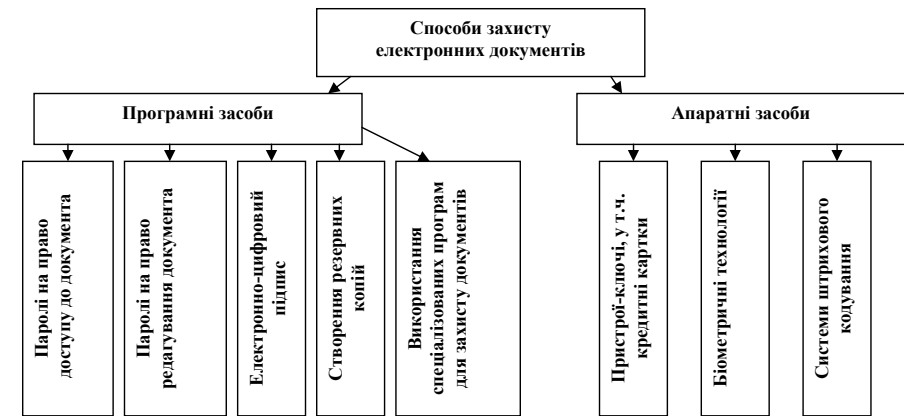 Способи захисту
електронних документів
Програмні засоби
Апаратні засоби
Паролі на право
доступу до документа
Паролі на право
редагування документа
Електронно-цифровий
підпис
Створення резервних
копій
Використання
спеціалізованих програм
для захисту документів
Пристрої-ключі, у т.ч.
кредитні картки
Біометричні технології
Системи штрихового
кодування